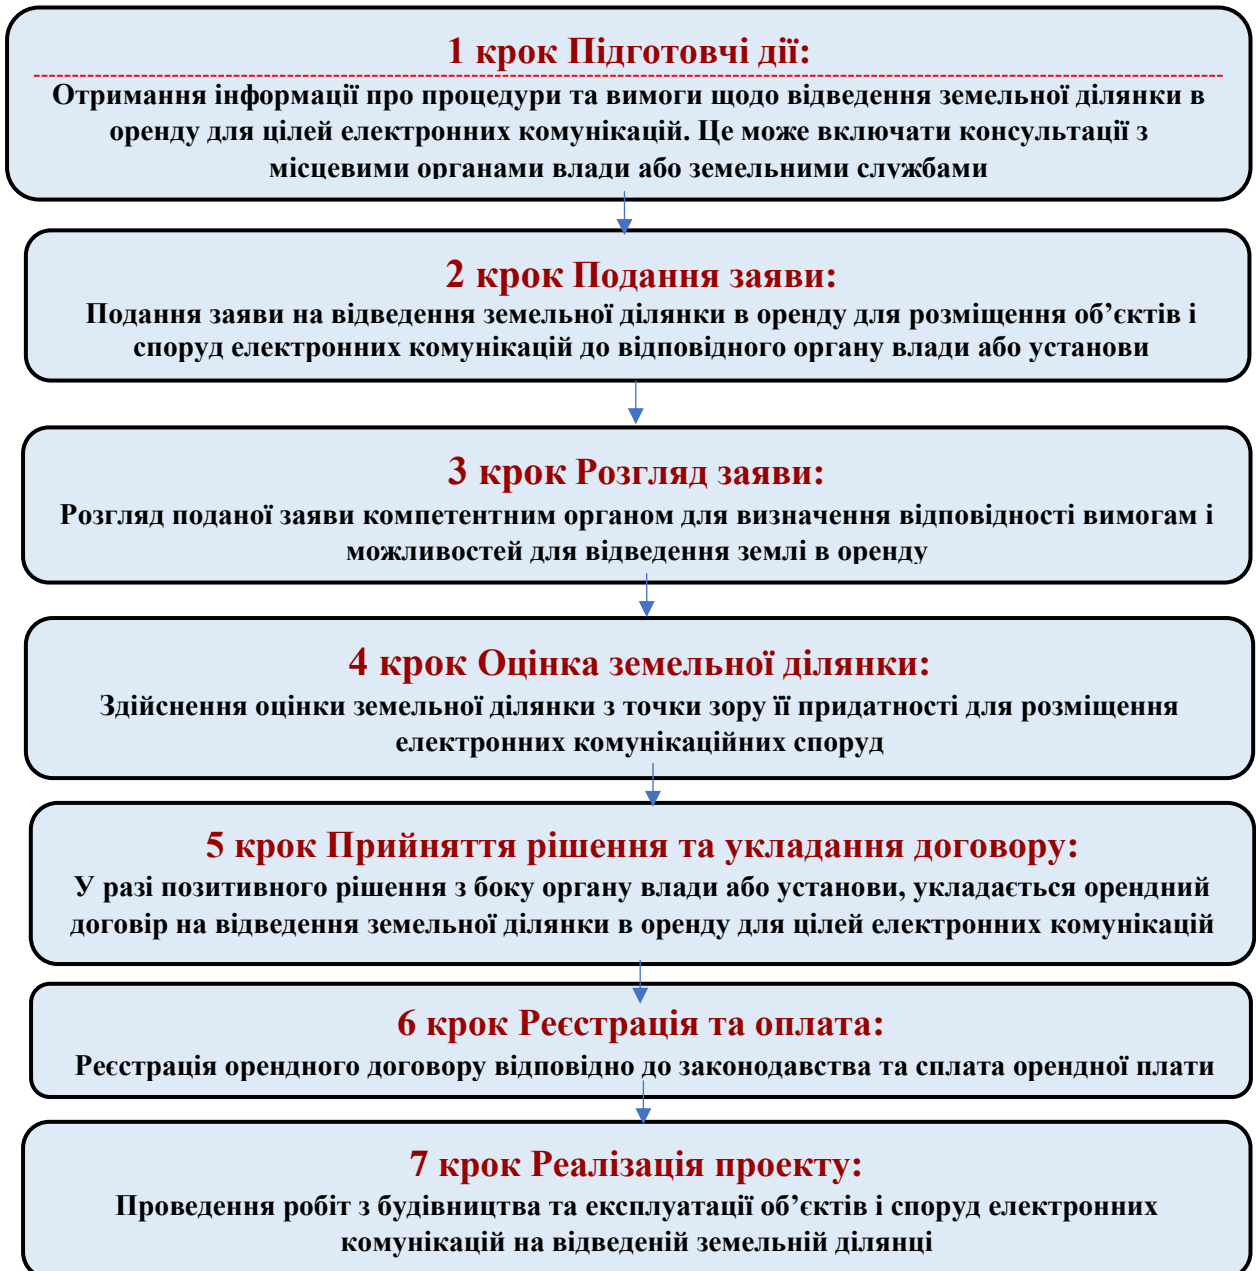 1 крок Підготовчі дії:
Отримання інформації про процедури та вимоги щодо відведення земельної ділянки в
оренду для цілей електронних комунікацій. Це може включати консультації з
місцевими органами влади або земельними службами
2 крок Подання заяви:
Подання заяви на відведення земельної ділянки в оренду для розміщення об’єктів і
споруд електронних комунікацій до відповідного органу влади або установи
3 крок Розгляд заяви:
Розгляд поданої заяви компетентним органом для визначення відповідності вимогам і
можливостей для відведення землі в оренду
4 крок Оцінка земельної ділянки:
Здійснення оцінки земельної ділянки з точки зору її придатності для розміщення
електронних комунікаційних споруд
5 крок Прийняття рішення та укладання договору:
У разі позитивного рішення з боку органу влади або установи, укладається орендний
договір на відведення земельної ділянки в оренду для цілей електронних комунікацій
6 крок Реєстрація та оплата:
Реєстрація орендного договору відповідно до законодавства та сплата орендної плати
7 крок Реалізація проекту:
Проведення робіт з будівництва та експлуатації об’єктів і споруд електронних
комунікацій на відведеній земельній ділянці